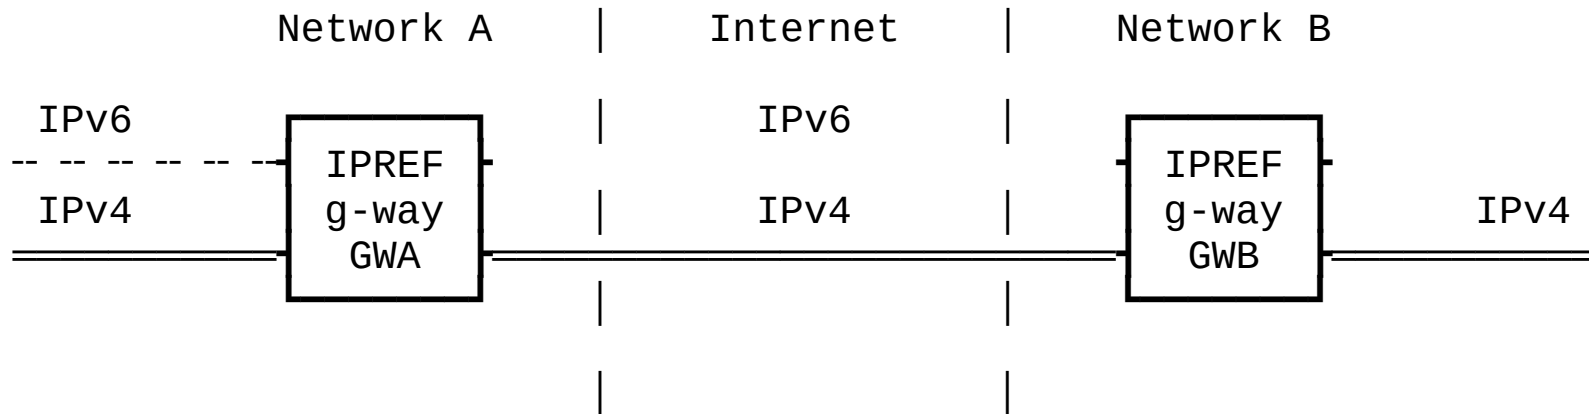 Network A | Internet | Network B
IPv6 | IPv6 |
IPREF IPREF
IPv4 g-way | IPv4 | g-way IPv4
GWA GWB